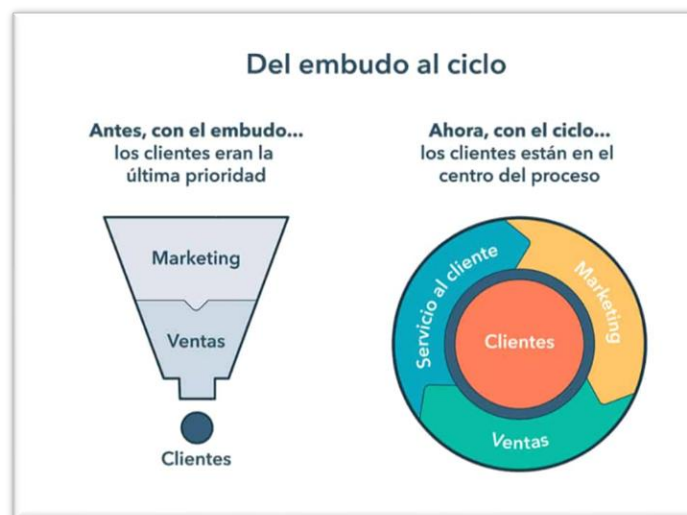 Del embudo al ciclo
Antes, con el embudo...
los clientes eran la
última prioridad
Marketing
Ventas
Clientes
Ahora, con el ciclo...
los clientes están en el
centro del proceso
Servicio al cliente
Marketing
Clientes
Ventas